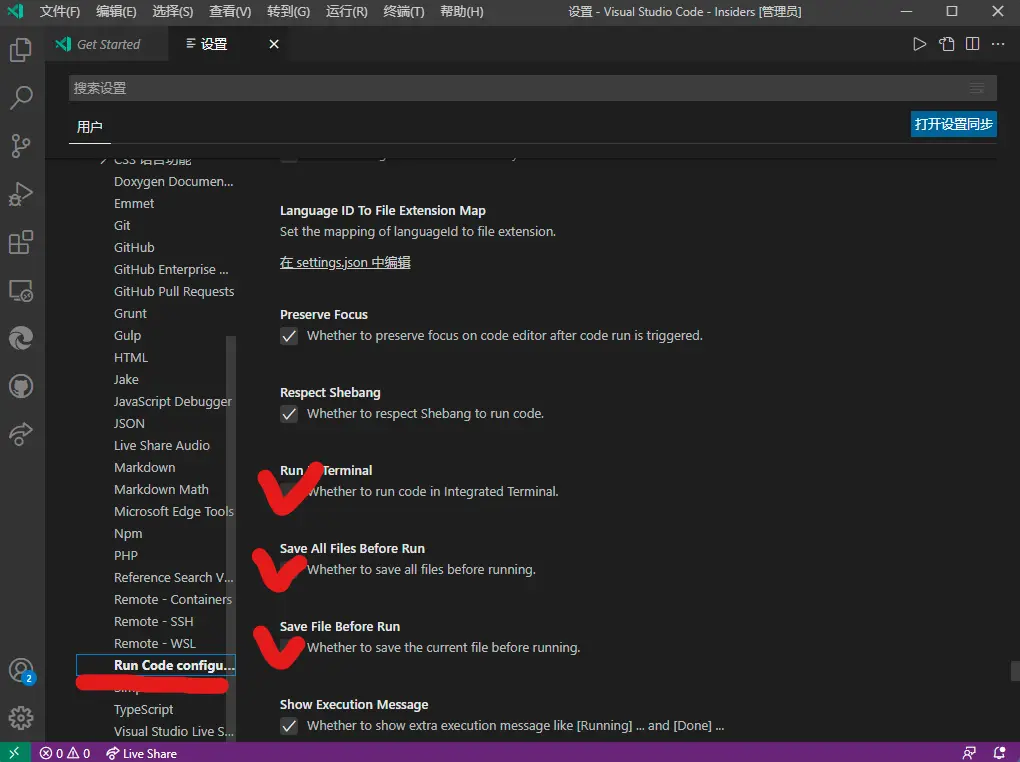 文件(F) 编辑(E) 选择(S) 查看(V) 转到(G) 运行(R) 终端(T) 帮助(H) 设置 - Visual Studio Code - Insiders [管理员]
Get Started 设置
搜索设置
用户
打开设置同步
CSS 语言功能
Doxygen Documen...
Emmet
Git
GitHub
GitHub Enterprise ...
GitHub Pull Requests
Grunt
Gulp
HTML
Jake
JavaScript Debugger
JSON
Live Share Audio
Markdown
Markdown Math
Microsoft Edge Tools
Npm
PHP
Reference Search V...
Remote - Containers
Remote - SSH
Remote - WSL
Run Code configu...
TypeScript
Visual Studio Live S...
Language ID To File Extension Map
Set the mapping of languageId to file extension.
在 settings.json 中编辑
Preserve Focus
Whether to preserve focus on code editor after code run is triggered.
Respect Shebang
Whether to respect Shebang to run code.
Run Terminal
Whether to run code in Integrated Terminal.
Save All Files Before Run
Whether to save all files before running.
Save File Before Run
Whether to save the current file before running.
Show Execution Message
Whether to show extra execution message like [Running] ... and [Done] ...
2
0 0 Live Share